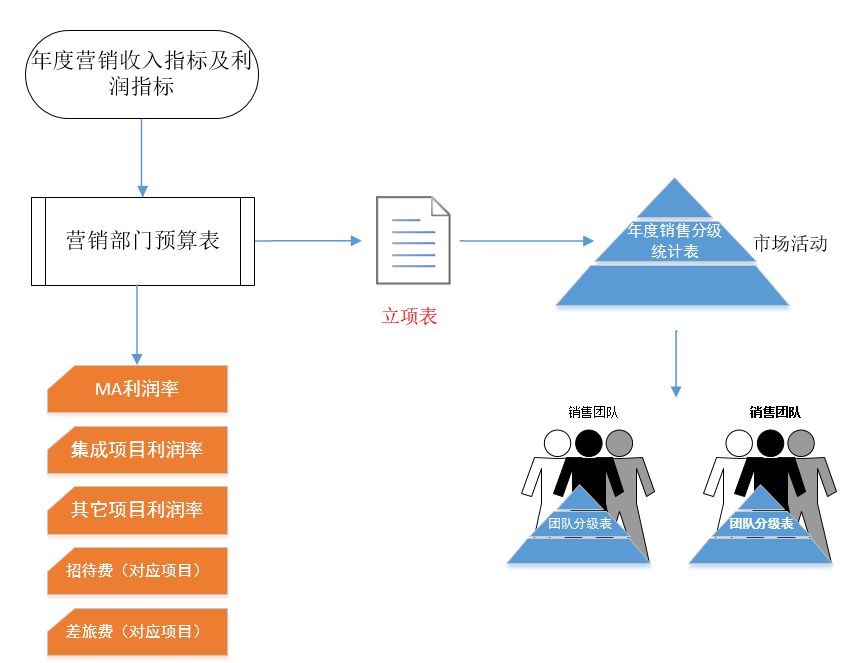 年度营销收入指标及利
润指标
营销部门预算表
立项表
年度销售分级
统计表
市场活动
MA利润率
集成项目利润率
其它项目利润率
招待费（对应项目）
差旅费（对应项目）
销售团队
团队分级表
销售团队
团队分级表